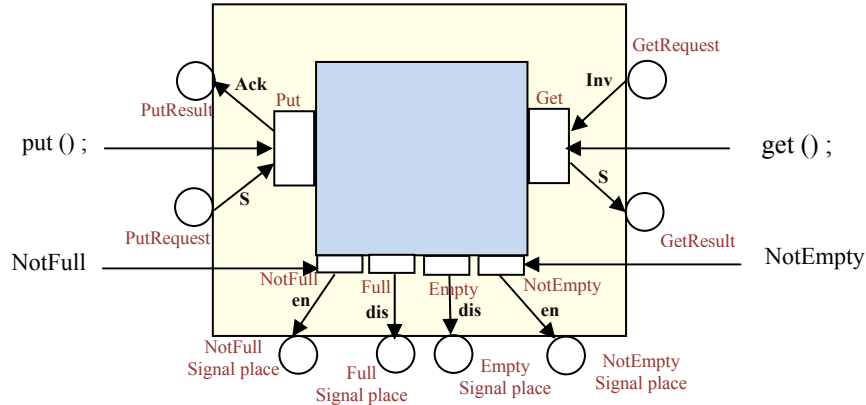 GetRequest
Ack
Inv
PutResult
Put
Get
put () ;
get () ;
S
S
PutRequest
GetResult
NotFull
NotEmpty
NotFull
Full
Empty
NotEmpty
en
dis
dis
en
NotFull
Signal place
Full
Signal place
Empty
Signal place
NotEmpty
Signal place